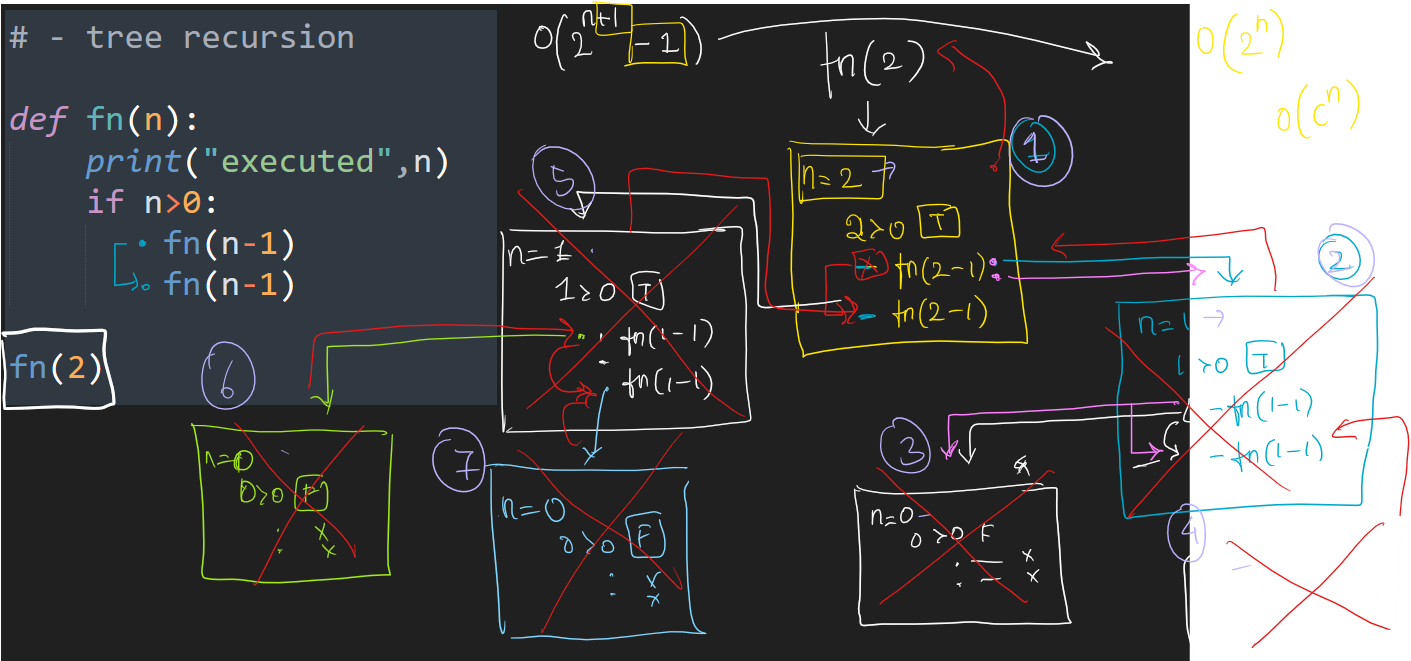 # - tree recursion
def fn(n):
print("executed",n)
if n>0:
fn(n-1)
fn(n-1)
fn(2)
O(2^(n+1) - 1)
fn(2)
O(2^n)
O(c^n)
1
n=2
2>0 T
fn(2-1)
fn(2-1)
2
n=1
1>0 T
- fn(1-1)
- fn(1-1)
5
n=1
1>0 T
fn(1-1)
fn(1-1)
6
n=0
0>0 F
x
x
7
n=0
0>0 F
x
x
3
n=0
0>0 F
x
x
4